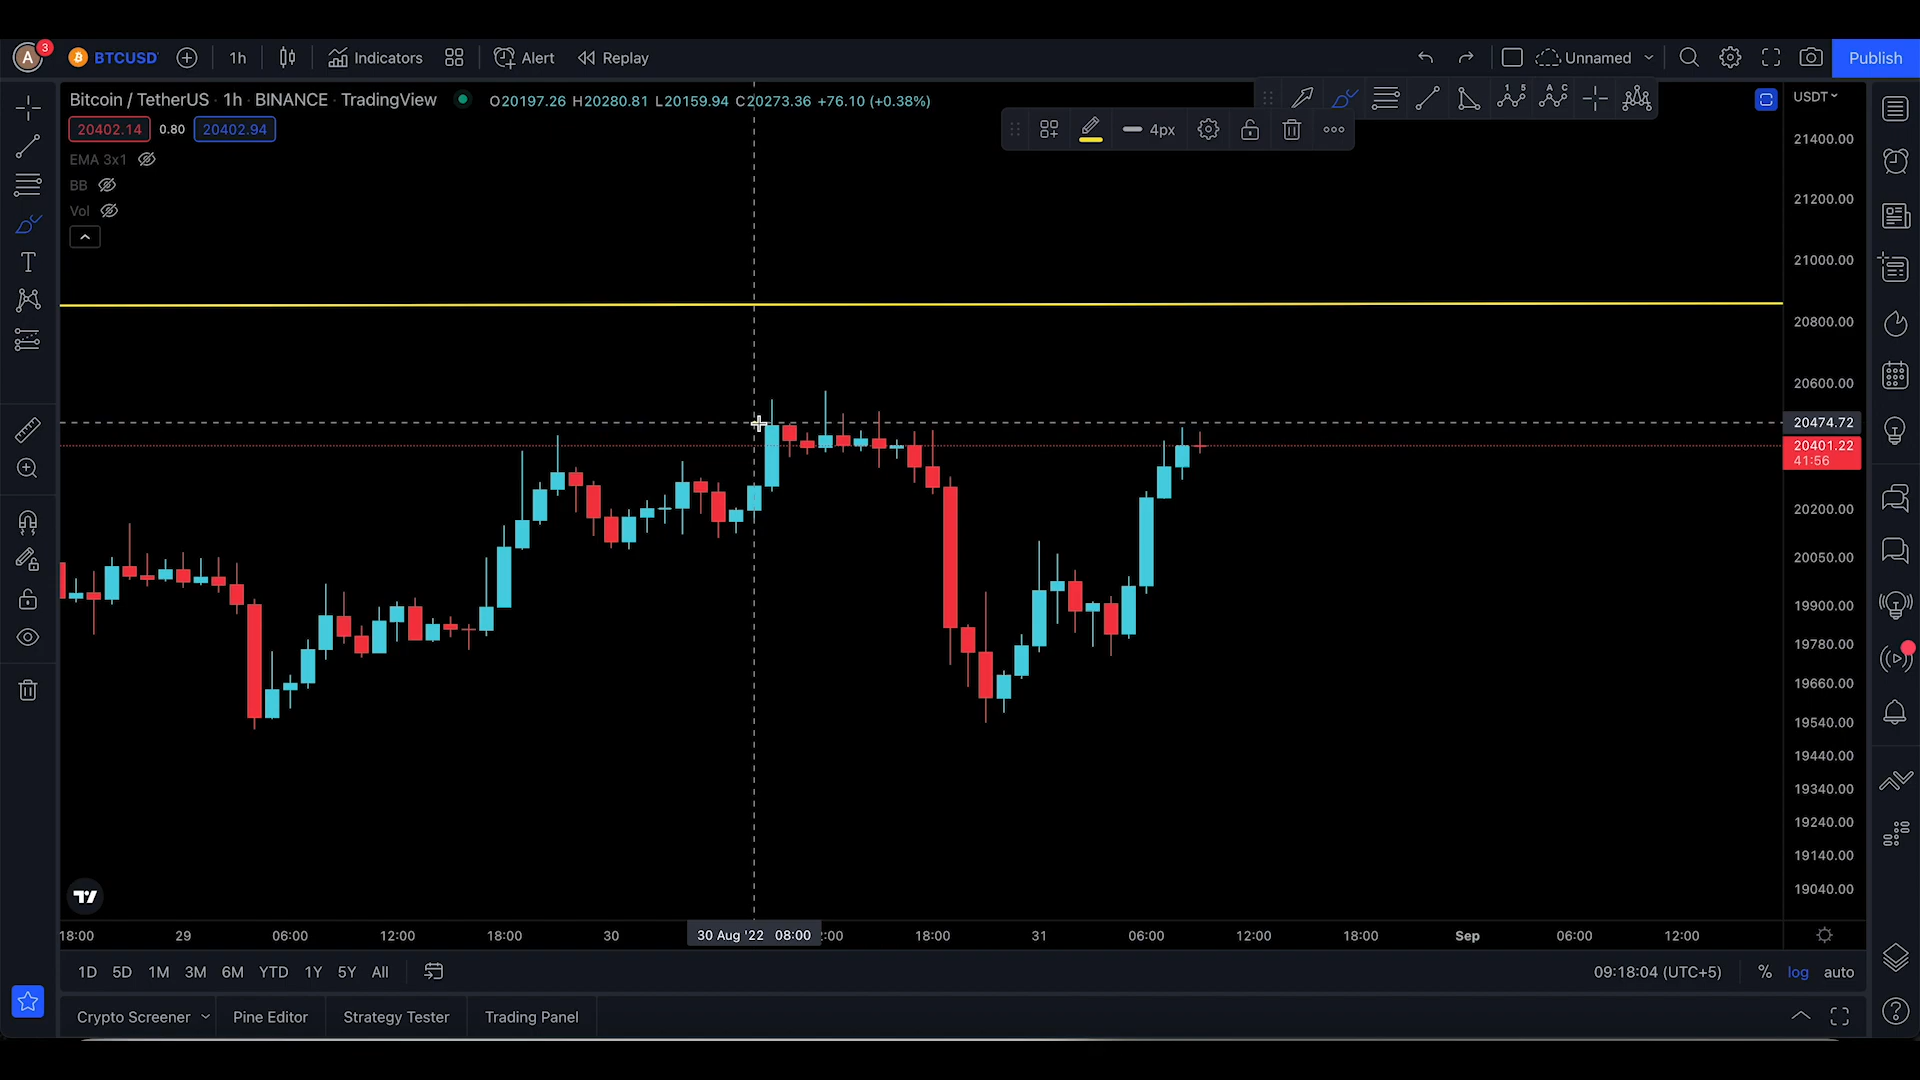 A 3 BTCUSD 1h Indicators Alert Replay Unnamed Publish
Bitcoin / TetherUS · 1h · BINANCE · TradingView O20197.26 H20280.81 L20159.94 C20273.36 +76.10 (+0.38%)
20402.14 0.80 20402.94
4px
EMA 3x1
BB
Vol
USDT
21400.00
21200.00
21000.00
20800.00
20600.00
20474.72
20401.22
41:56
20200.00
20050.00
19900.00
19780.00
19660.00
19540.00
19440.00
19340.00
19240.00
19140.00
19040.00
18:00 29 06:00 12:00 18:00 30 30 Aug '22 08:00 :00 18:00 31 06:00 12:00 18:00 Sep 06:00 12:00
1D 5D 1M 3M 6M YTD 1Y 5Y All 09:18:04 (UTC+5) % log auto
Crypto Screener Pine Editor Strategy Tester Trading Panel